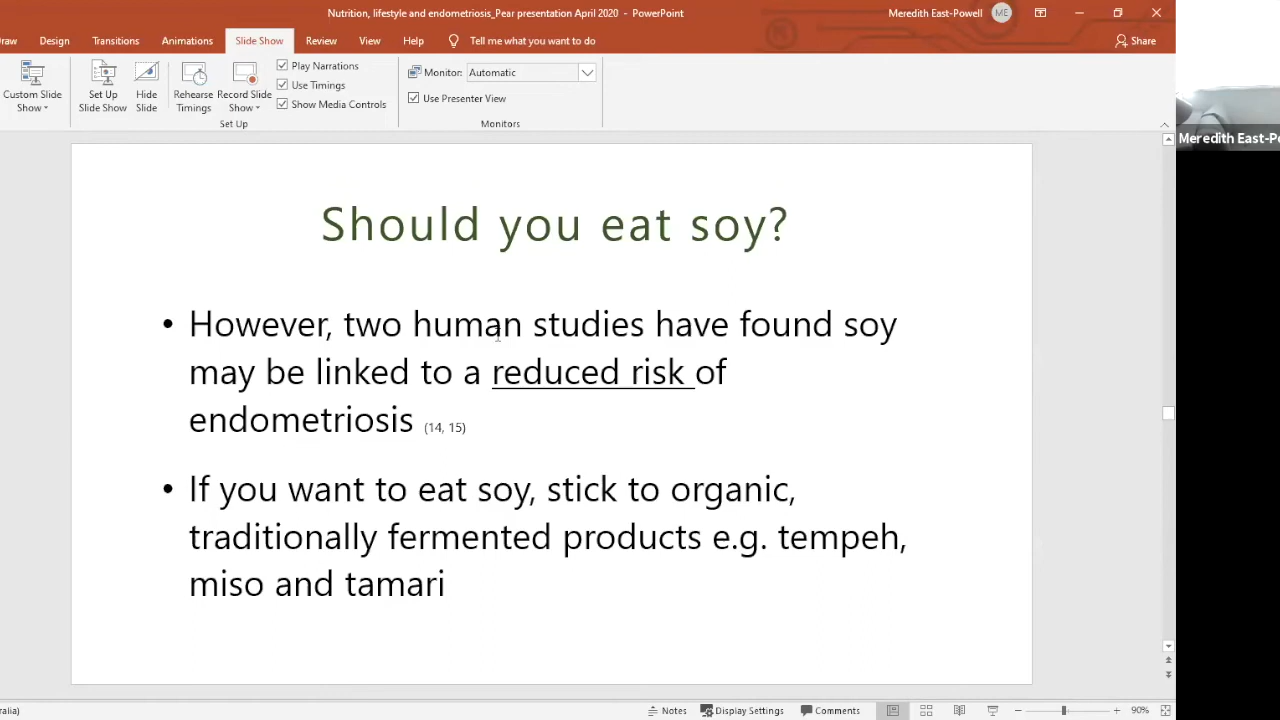 Nutrition, lifestyle and endometriosis_Pear presentation April 2020 - PowerPoint
Meredith East-Powell
ME
Design Transitions Animations Slide Show Review View Help Tell me what you want to do
Share
Custom Slide
Show
Set Up
Slide Show
Hide
Slide
Rehearse
Timings
Record Slide
Show
Play Narrations
Use Timings
Show Media Controls
Set Up
Monitor: Automatic
Use Presenter View
Monitors
Meredith East-Po
Should you eat soy?
• However, two human studies have found soy
may be linked to a reduced risk of
endometriosis (14, 15)
• If you want to eat soy, stick to organic,
traditionally fermented products e.g. tempeh,
miso and tamari
ralia)
Notes Display Settings Comments 90%